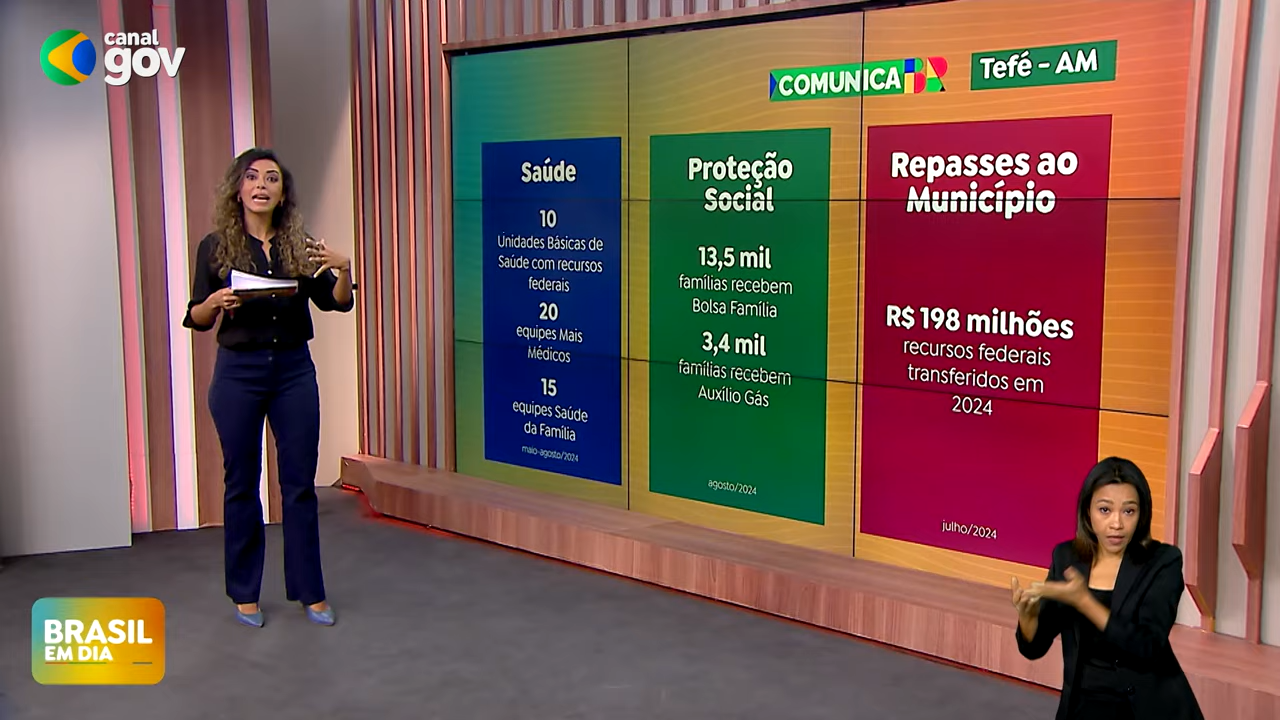 canal
gov
COMUNICABR
Tefé - AM
Saúde
10
Unidades Básicas de
Saúde com recursos
federais
20
equipes Mais
Médicos
15
equipes Saúde
da Família
maio-agosto/2024
Proteção
Social
13,5 mil
famílias recebem
Bolsa Família
3,4 mil
famílias recebem
Auxílio Gás
agosto/2024
Repasses ao
Município
R$ 198 milhões
recursos federais
transferidos em
2024
julho/2024
BRASIL
EM DIA